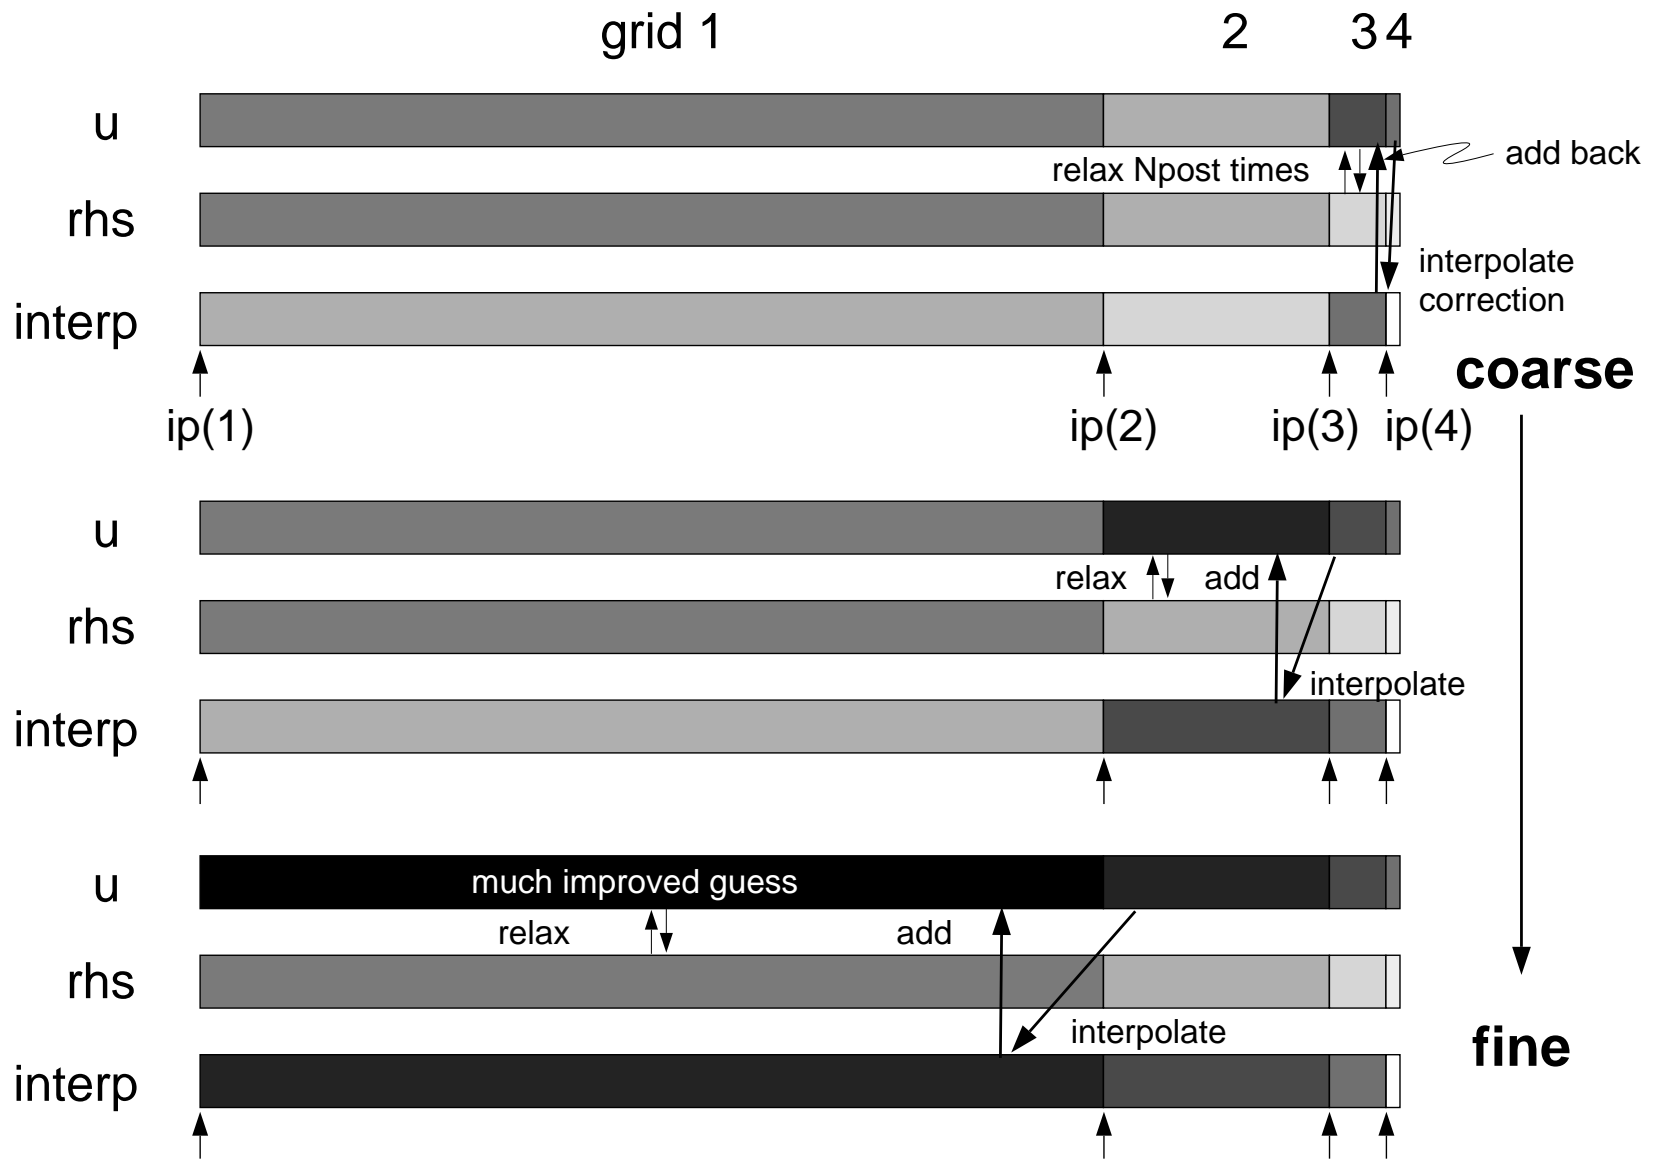 grid 1 2 3 4
u
relax Npost times
add back
rhs
interpolate
correction
interp
coarse
ip(1) ip(2) ip(3) ip(4)
u
relax add
rhs
interpolate
interp
u much improved guess
relax add
rhs
interpolate
fine
interp